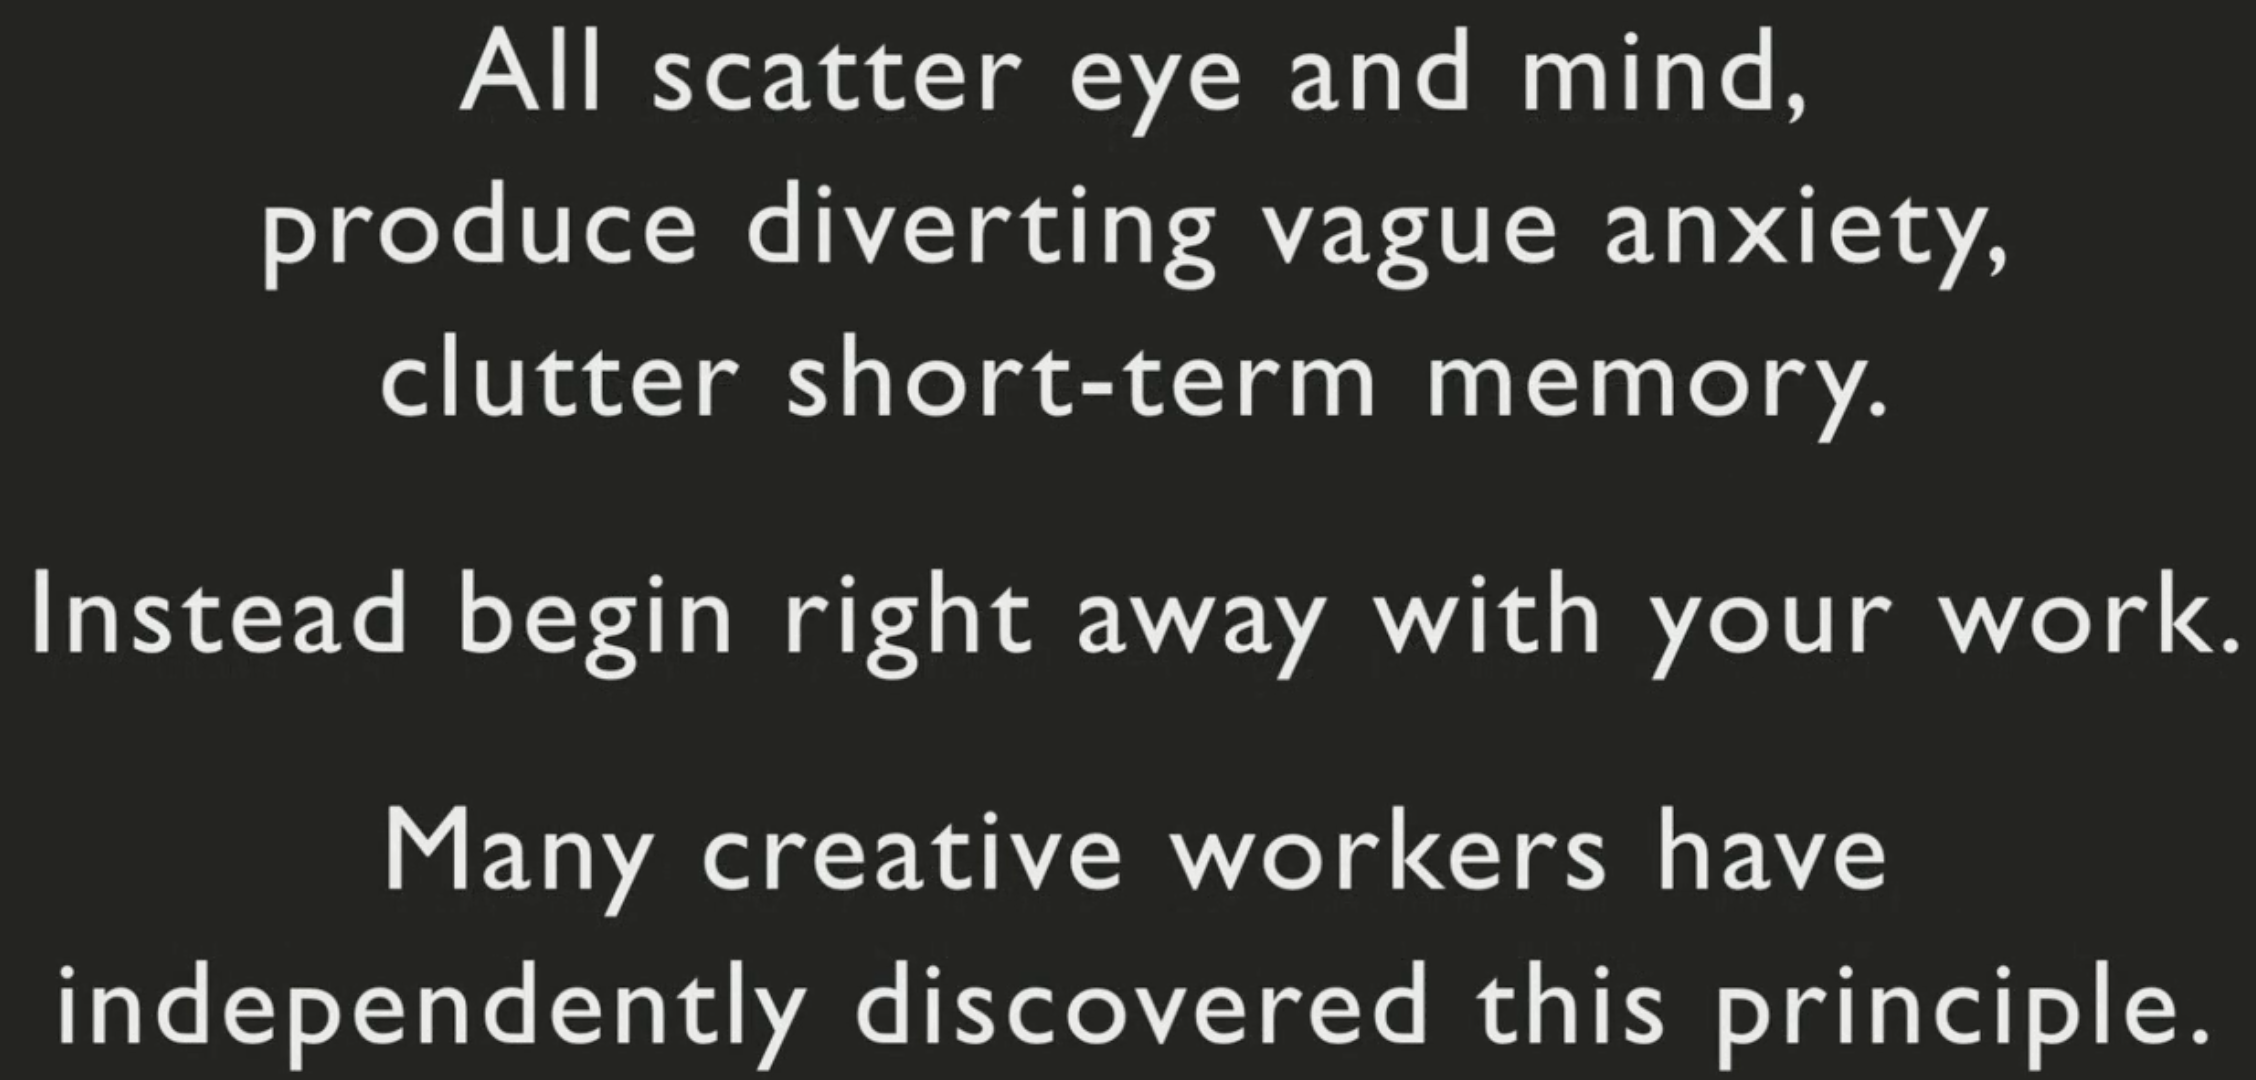 All scatter eye and mind,
produce diverting vague anxiety,
clutter short-term memory.
Instead begin right away with your work.
Many creative workers have
independently discovered this principle.